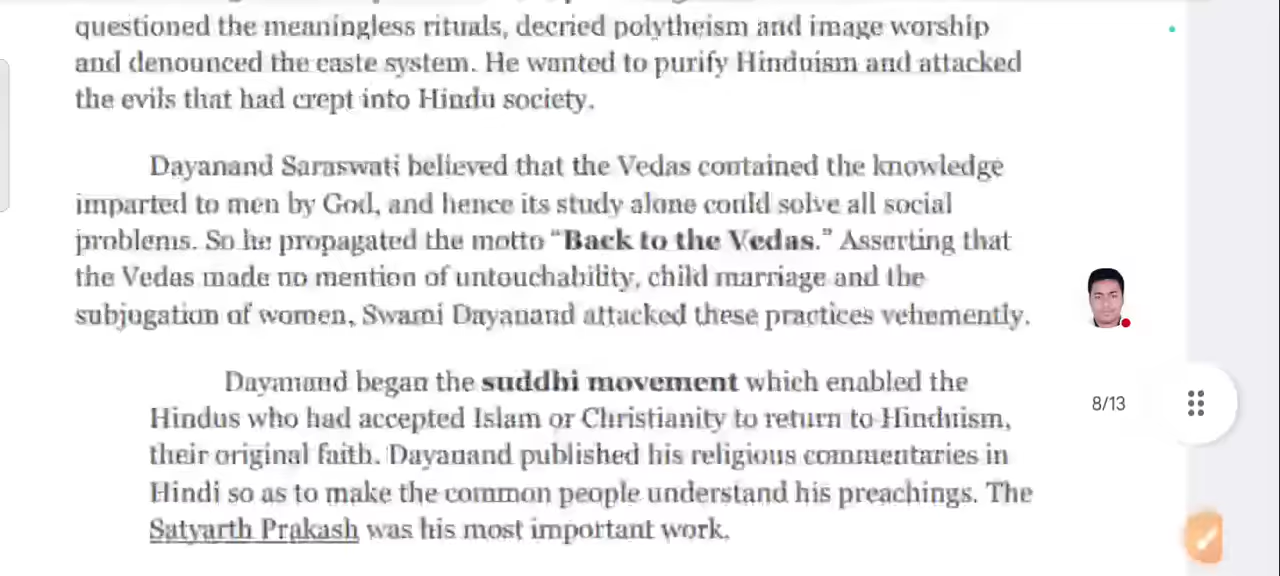 questioned the meaningless rituals, decried polytheism and image worship
and denounced the caste system. He wanted to purify Hinduism and attacked
the evils that had crept into Hindu society.
Dayanand Saraswati believed that the Vedas contained the knowledge
imparted to men by God, and hence its study alone could solve all social
problems. So he propagated the motto “Back to the Vedas.” Asserting that
the Vedas made no mention of untouchability, child marriage and the
subjugation of women, Swami Dayanand attacked these practices vehemently.
Dayanand began the suddhi movement which enabled the
Hindus who had accepted Islam or Christianity to return to Hinduism,
their original faith. Dayanand published his religious commentaries in
Hindi so as to make the common people understand his preachings. The
Satyarth Prakash was his most important work.
8/13